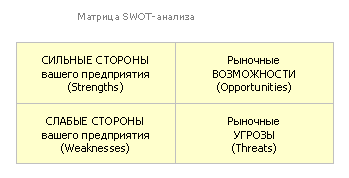 Матрица SWOT-анализа
СИЛЬНЫЕ СТОРОНЫ
вашего предприятия
(Strengths)
Рыночные
ВОЗМОЖНОСТИ
(Opportunities)
СЛАБЫЕ СТОРОНЫ
вашего предприятия
(Weaknesses)
Рыночные
УГРОЗЫ
(Threats)